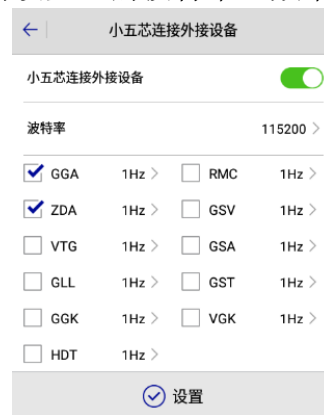 小五芯连接外接设备
小五芯连接外接设备
波特率 115200
GGA 1Hz RMC 1Hz
ZDA 1Hz GSV 1Hz
VTG 1Hz GSA 1Hz
GLL 1Hz GST 1Hz
GGK 1Hz VGK 1Hz
HDT 1Hz
设置